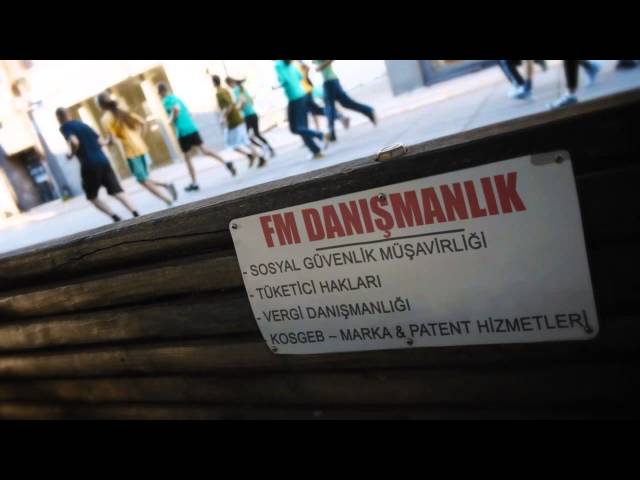 FM DANIŞMANLIK
- SOSYAL GÜVENLİK MÜŞAVİRLİĞİ
- TÜKETİCİ HAKLARI
- VERGİ DANIŞMANLIĞI
- KOSGEB – MARKA & PATENT HİZMETLERİ